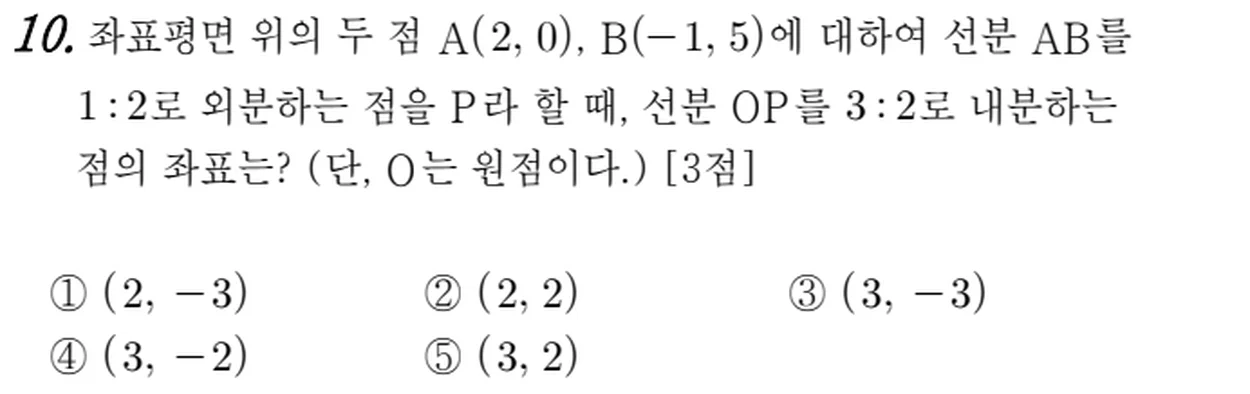 10. 좌표평면 위의 두 점 A(2, 0), B(−1, 5)에 대하여 선분 AB를
1 : 2로 외분하는 점을 P라 할 때, 선분 OP를 3 : 2로 내분하는
점의 좌표는? (단, O는 원점이다.) [3점]
① (2, −3) ② (2, 2) ③ (3, −3)
④ (3, −2) ⑤ (3, 2)